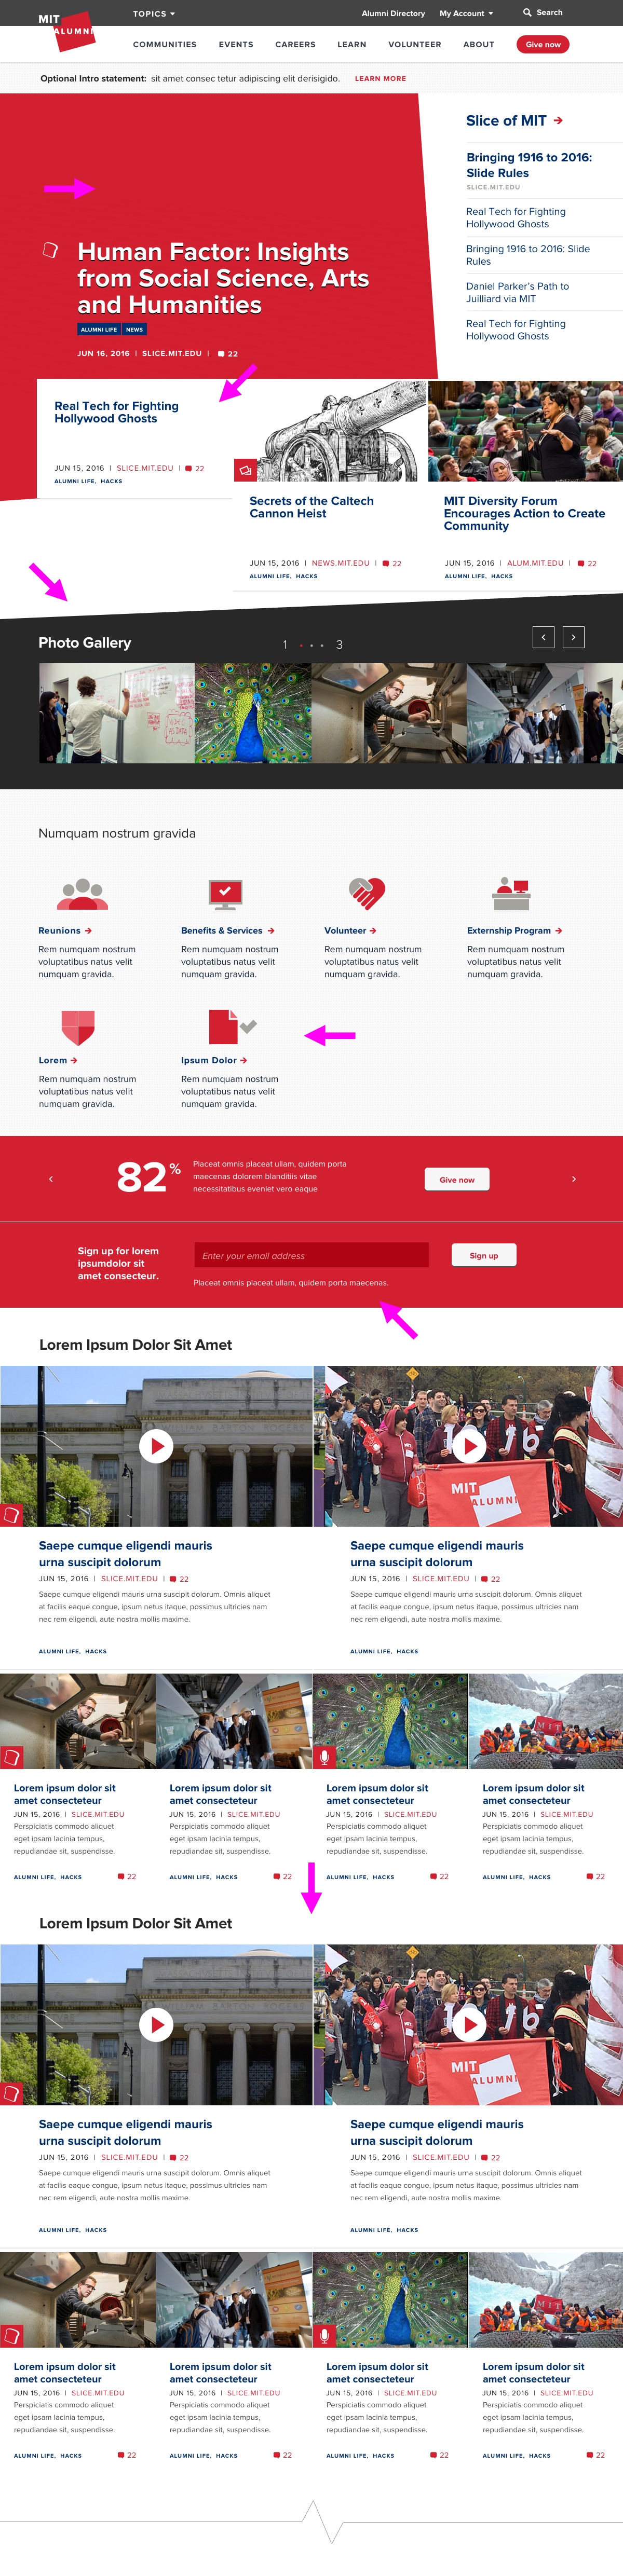 MIT
ALUMNI
TOPICS
Alumni Directory
My Account
Search
COMMUNITIES
EVENTS
CAREERS
LEARN
VOLUNTEER
ABOUT
Give now
Optional Intro statement: sit amet consec tetur adipiscing elit derisigido. LEARN MORE
Human Factor: Insights
from Social Science, Arts
and Humanities
ALUMNI LIFE NEWS
JUN 16, 2016 | SLICE.MIT.EDU | 22
Slice of MIT
Bringing 1916 to 2016:
Slide Rules
SLICE.MIT.EDU
Real Tech for Fighting
Hollywood Ghosts
Bringing 1916 to 2016: Slide
Rules
Daniel Parker's Path to
Juilliard via MIT
Real Tech for Fighting
Hollywood Ghosts
Real Tech for Fighting
Hollywood Ghosts
JUN 15, 2016 | SLICE.MIT.EDU | 22
ALUMNI LIFE, HACKS
Secrets of the Caltech
Cannon Heist
JUN 15, 2016 | NEWS.MIT.EDU | 22
ALUMNI LIFE, HACKS
MIT Diversity Forum
Encourages Action to Create
Community
JUN 15, 2016 | ALUM.MIT.EDU | 22
ALUMNI LIFE, HACKS
Photo Gallery
1
3
Numquam nostrum gravida
Reunions
Rem numquam nostrum
voluptatibus natus velit
numquam gravida.
Benefits & Services
Rem numquam nostrum
voluptatibus natus velit
numquam gravida.
Volunteer
Rem numquam nostrum
voluptatibus natus velit
numquam gravida.
Externship Program
Rem numquam nostrum
voluptatibus natus velit
numquam gravida.
Lorem
Rem numquam nostrum
voluptatibus natus velit
numquam gravida.
Ipsum Dolor
Rem numquam nostrum
voluptatibus natus velit
numquam gravida.
82%
Placeat omnis placeat ullam, quidem porta
maecenas dolorem blanditiis vitae
necessitatibus eveniet vero eaque
Give now
Sign up for lorem
ipsumdolor sit
amet consecteur.
Enter your email address
Sign up
Placeat omnis placeat ullam, quidem porta maecenas.
Lorem Ipsum Dolor Sit Amet
MIT
ALUMNI
Saepe cumque eligendi mauris
urna suscipit dolorum
JUN 15, 2016 | SLICE.MIT.EDU | 22
Saepe cumque eligendi mauris urna suscipit dolorum. Omnis aliquet
at facilis eaque congue, ipsum netus itaque, possimus ultricies nam
nec rem eligendi, aute nostra mollis maxime.
ALUMNI LIFE, HACKS
Saepe cumque eligendi mauris
urna suscipit dolorum
JUN 15, 2016 | SLICE.MIT.EDU | 22
Saepe cumque eligendi mauris urna suscipit dolorum. Omnis aliquet
at facilis eaque congue, ipsum netus itaque, possimus ultricies nam
nec rem eligendi, aute nostra mollis maxime.
ALUMNI LIFE, HACKS
MIT
Lorem ipsum dolor sit
amet consecteteur
JUN 15, 2016 | SLICE.MIT.EDU
Perspiciatis commodo aliquet
eget ipsam lacinia tempus,
repudiandae sit, suspendisse.
ALUMNI LIFE, HACKS 22
Lorem ipsum dolor sit
amet consecteteur
JUN 15, 2016 | SLICE.MIT.EDU
Perspiciatis commodo aliquet
eget ipsam lacinia tempus,
repudiandae sit, suspendisse.
ALUMNI LIFE, HACKS 22
Lorem ipsum dolor sit
amet consecteteur
JUN 15, 2016 | SLICE.MIT.EDU
Perspiciatis commodo aliquet
eget ipsam lacinia tempus,
repudiandae sit, suspendisse.
ALUMNI LIFE, HACKS 22
Lorem ipsum dolor sit
amet consecteteur
JUN 15, 2016 | SLICE.MIT.EDU
Perspiciatis commodo aliquet
eget ipsam lacinia tempus,
repudiandae sit, suspendisse.
ALUMNI LIFE, HACKS 22
Lorem Ipsum Dolor Sit Amet
MIT
ALUMNI
Saepe cumque eligendi mauris
urna suscipit dolorum
JUN 15, 2016 | SLICE.MIT.EDU | 22
Saepe cumque eligendi mauris urna suscipit dolorum. Omnis aliquet
at facilis eaque congue, ipsum netus itaque, possimus ultricies nam
nec rem eligendi, aute nostra mollis maxime.
ALUMNI LIFE, HACKS
Saepe cumque eligendi mauris
urna suscipit dolorum
JUN 15, 2016 | SLICE.MIT.EDU | 22
Saepe cumque eligendi mauris urna suscipit dolorum. Omnis aliquet
at facilis eaque congue, ipsum netus itaque, possimus ultricies nam
nec rem eligendi, aute nostra mollis maxime.
ALUMNI LIFE, HACKS
MIT
Lorem ipsum dolor sit
amet consecteteur
JUN 15, 2016 | SLICE.MIT.EDU
Perspiciatis commodo aliquet
eget ipsam lacinia tempus,
repudiandae sit, suspendisse.
ALUMNI LIFE, HACKS 22
Lorem ipsum dolor sit
amet consecteteur
JUN 15, 2016 | SLICE.MIT.EDU
Perspiciatis commodo aliquet
eget ipsam lacinia tempus,
repudiandae sit, suspendisse.
ALUMNI LIFE, HACKS 22
Lorem ipsum dolor sit
amet consecteteur
JUN 15, 2016 | SLICE.MIT.EDU
Perspiciatis commodo aliquet
eget ipsam lacinia tempus,
repudiandae sit, suspendisse.
ALUMNI LIFE, HACKS 22
Lorem ipsum dolor sit
amet consecteteur
JUN 15, 2016 | SLICE.MIT.EDU
Perspiciatis commodo aliquet
eget ipsam lacinia tempus,
repudiandae sit, suspendisse.
ALUMNI LIFE, HACKS 22